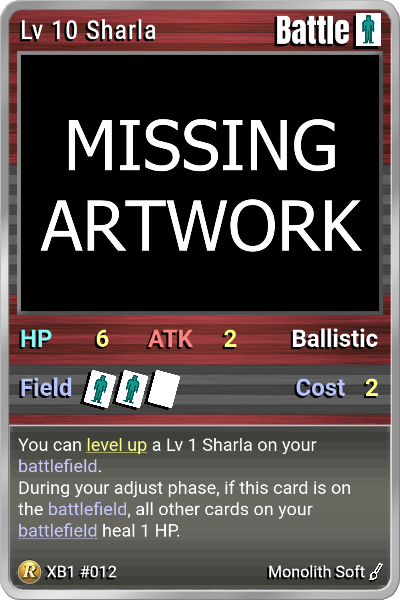 Lv 10 Sharla Battle
MISSING
ARTWORK
HP 6 ATK 2 Ballistic
Field Cost 2
You can level up a Lv 1 Sharla on your
battlefield.
During your adjust phase, if this card is on
the battlefield, all other cards on your
battlefield heal 1 HP.
R XB1 #012 Monolith Soft